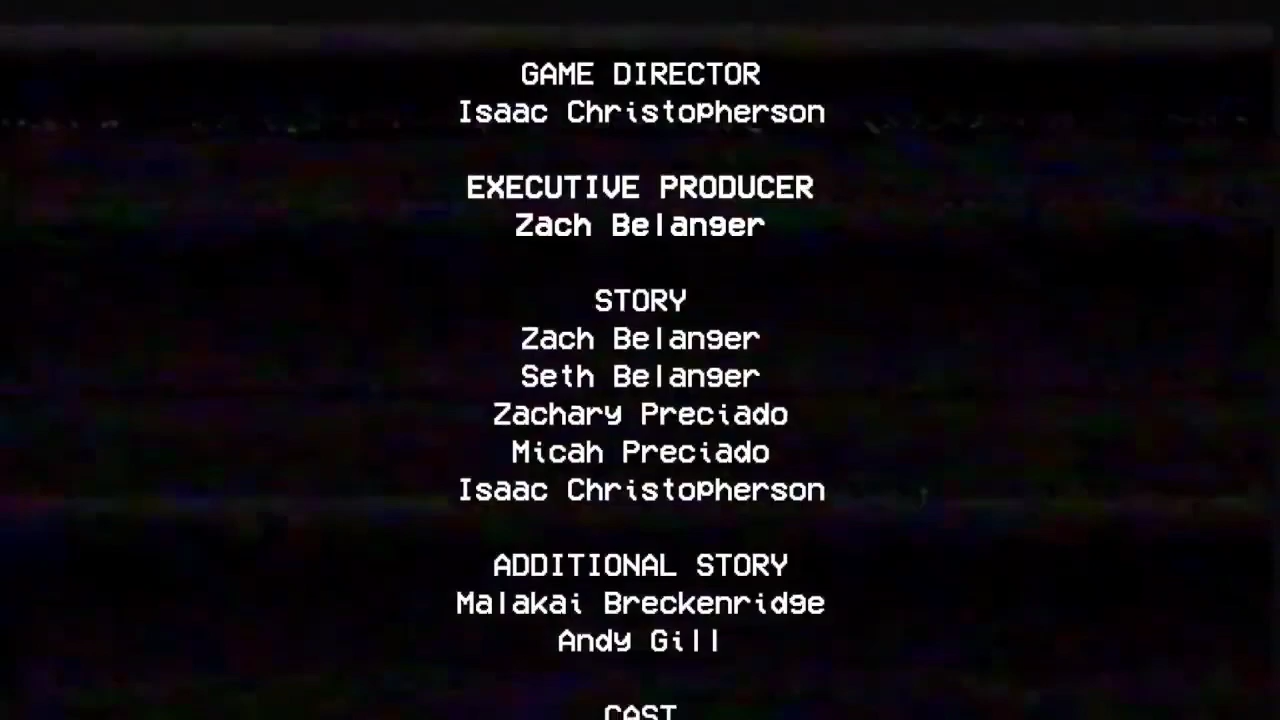 GAME DIRECTOR
Isaac Christopherson
EXECUTIVE PRODUCER
Zach Belanger
STORY
Zach Belanger
Seth Belanger
Zachary Preciado
Micah Preciado
Isaac Christopherson
ADDITIONAL STORY
Malakai Breckenridge
Andy Gill
CAST